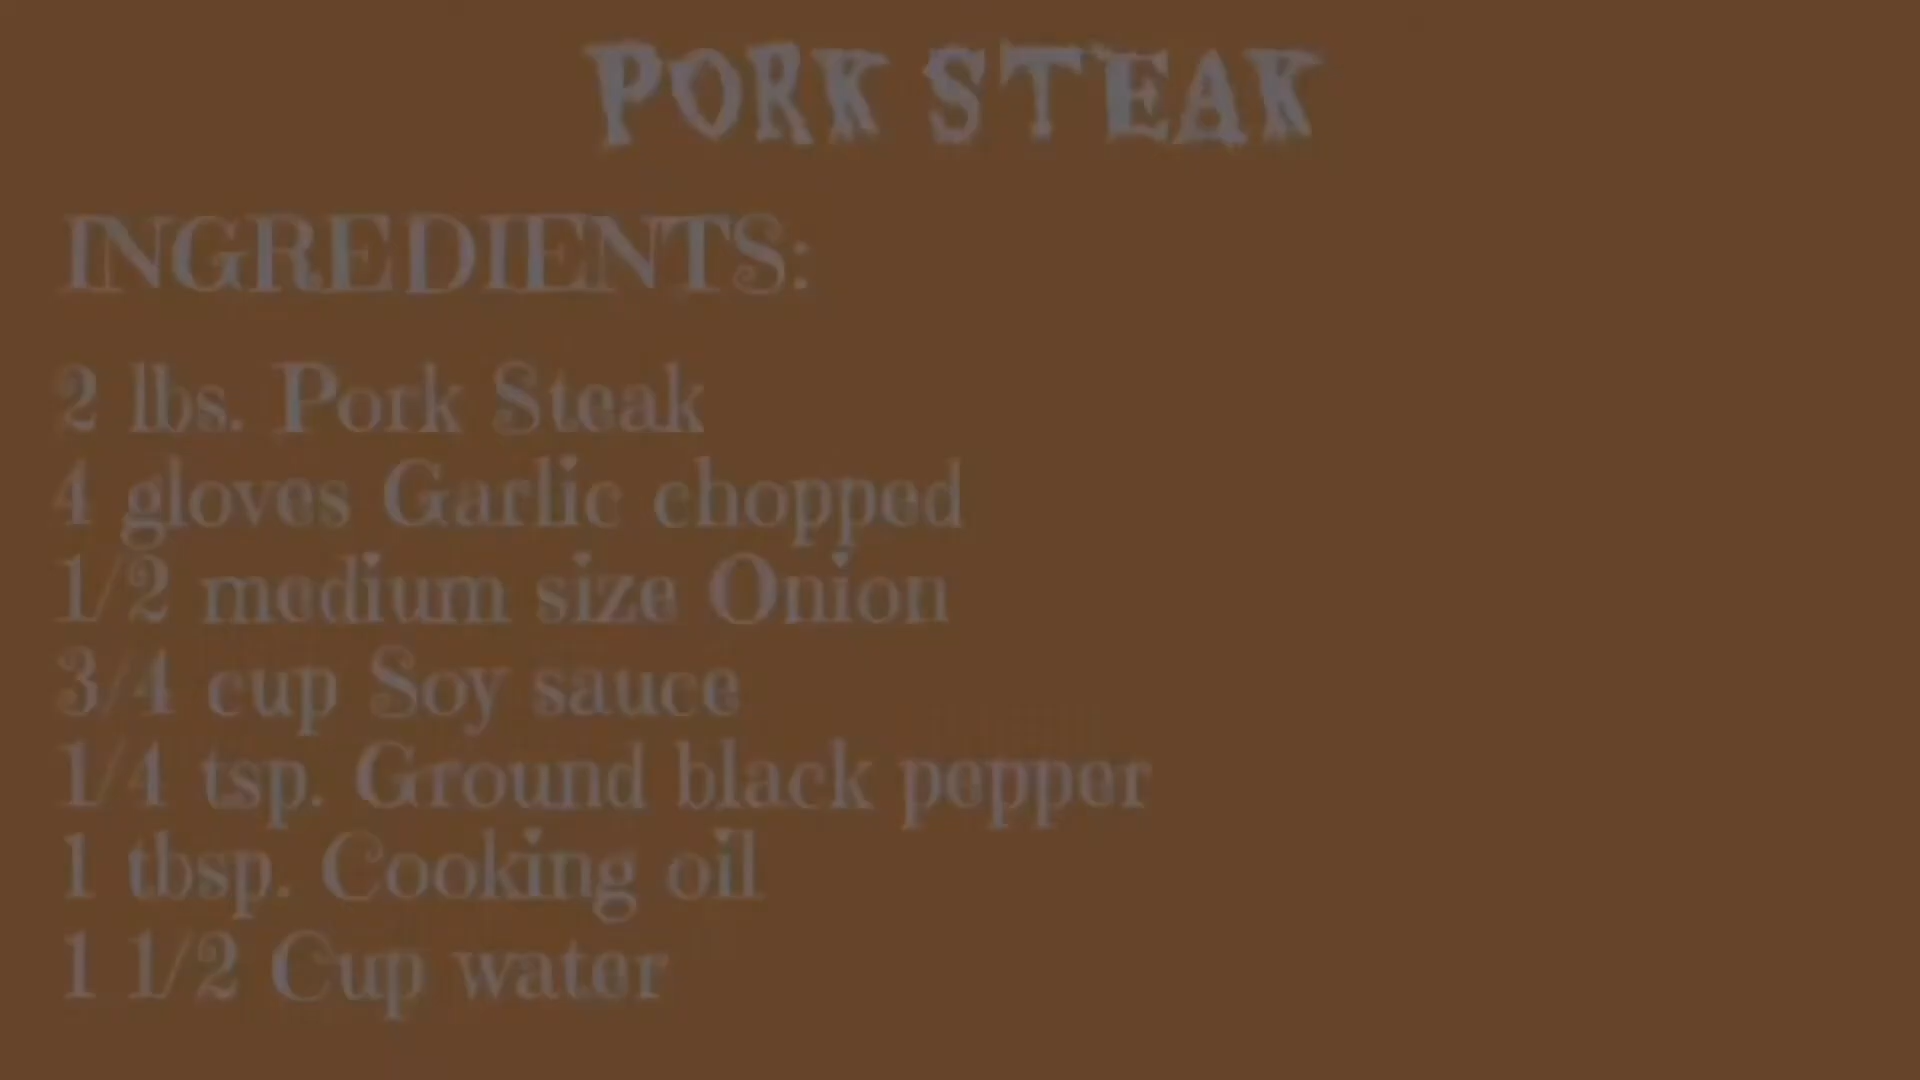 PORK STEAK
INGREDIENTS:
2 lbs. Pork Steak
4 gloves Garlic chopped
1/2 medium size Onion
3/4 cup Soy sauce
1/4 tsp. Ground black pepper
1 tbsp. Cooking oil
1 1/2 Cup water